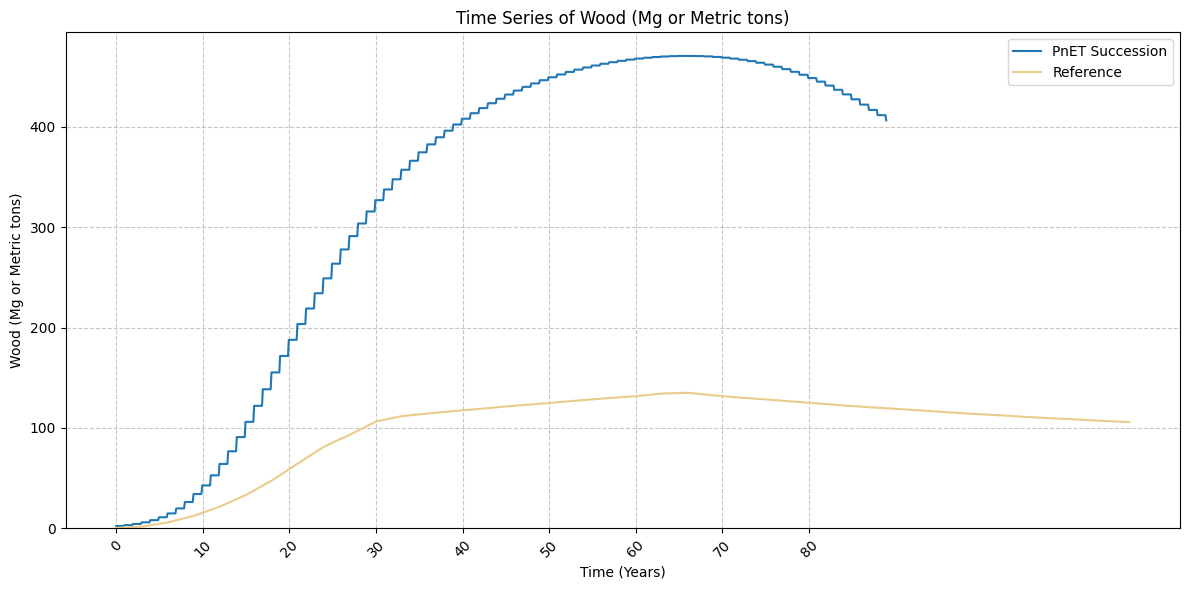 Time Series of Wood (Mg or Metric tons)
PnET Succession
Reference
Wood (Mg or Metric tons)
400
300
200
100
0
0
10
20
30
40
50
60
70
80
Time (Years)